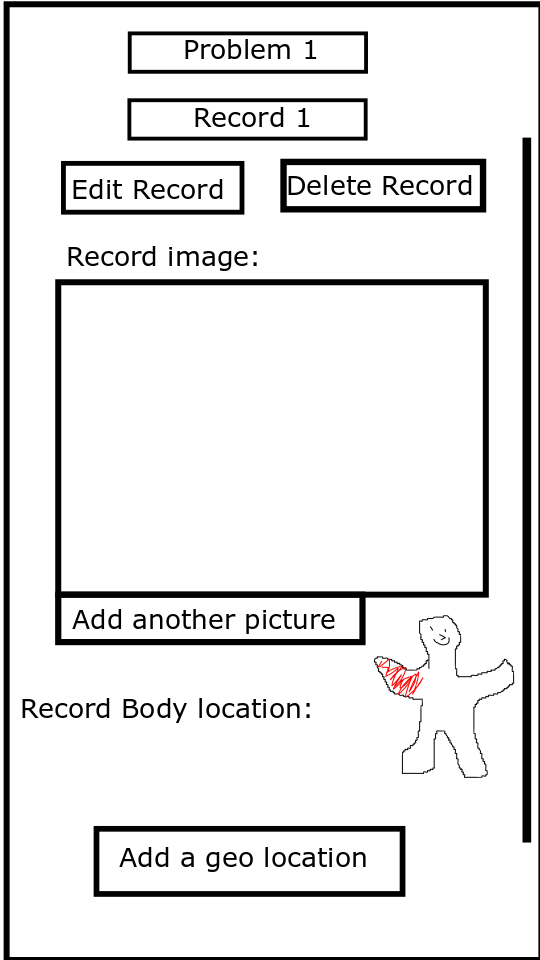 Problem 1
Record 1
Edit Record
Delete Record
Record image:
Add another picture
Record Body location:
Add a geo location